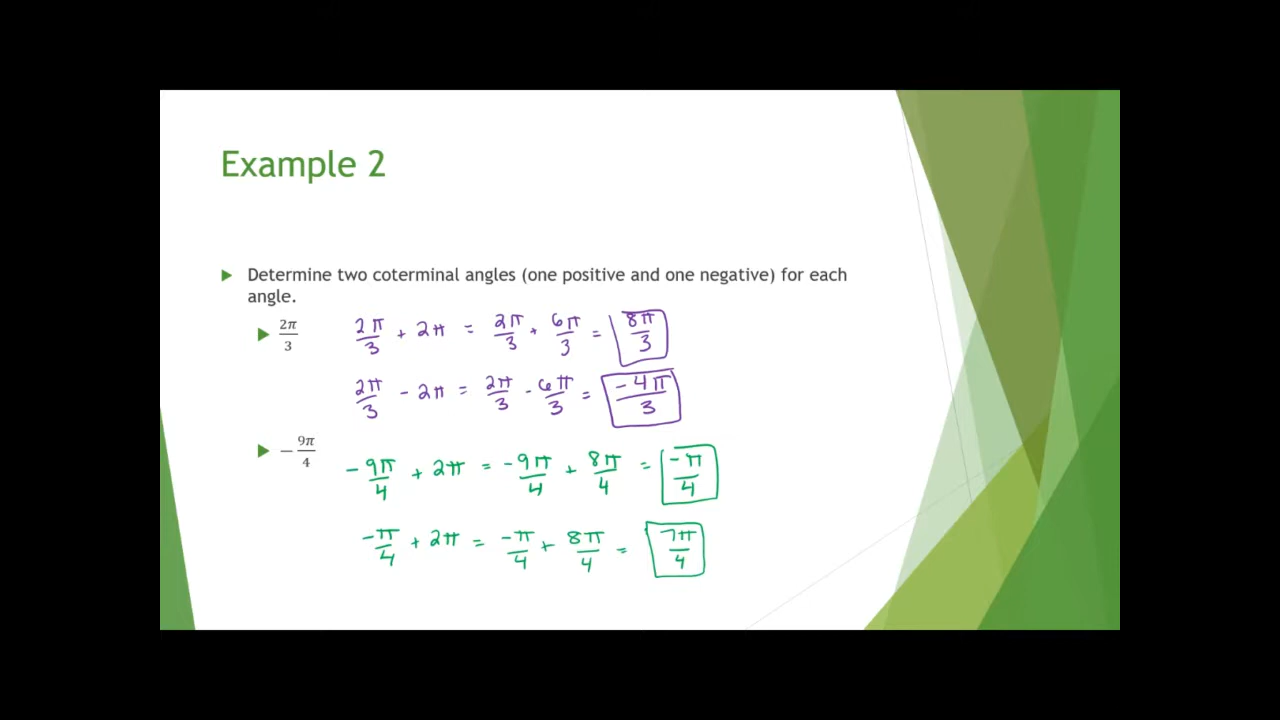 Example 2
Determine two coterminal angles (one positive and one negative) for each
angle.
2π/3 2π/3 + 2π = 2π/3 + 6π/3 = 8π/3
2π/3 - 2π = 2π/3 - 6π/3 = -4π/3
-9π/4 -9π/4 + 2π = -9π/4 + 8π/4 = -π/4
-π/4 + 2π = -π/4 + 8π/4 = 7π/4